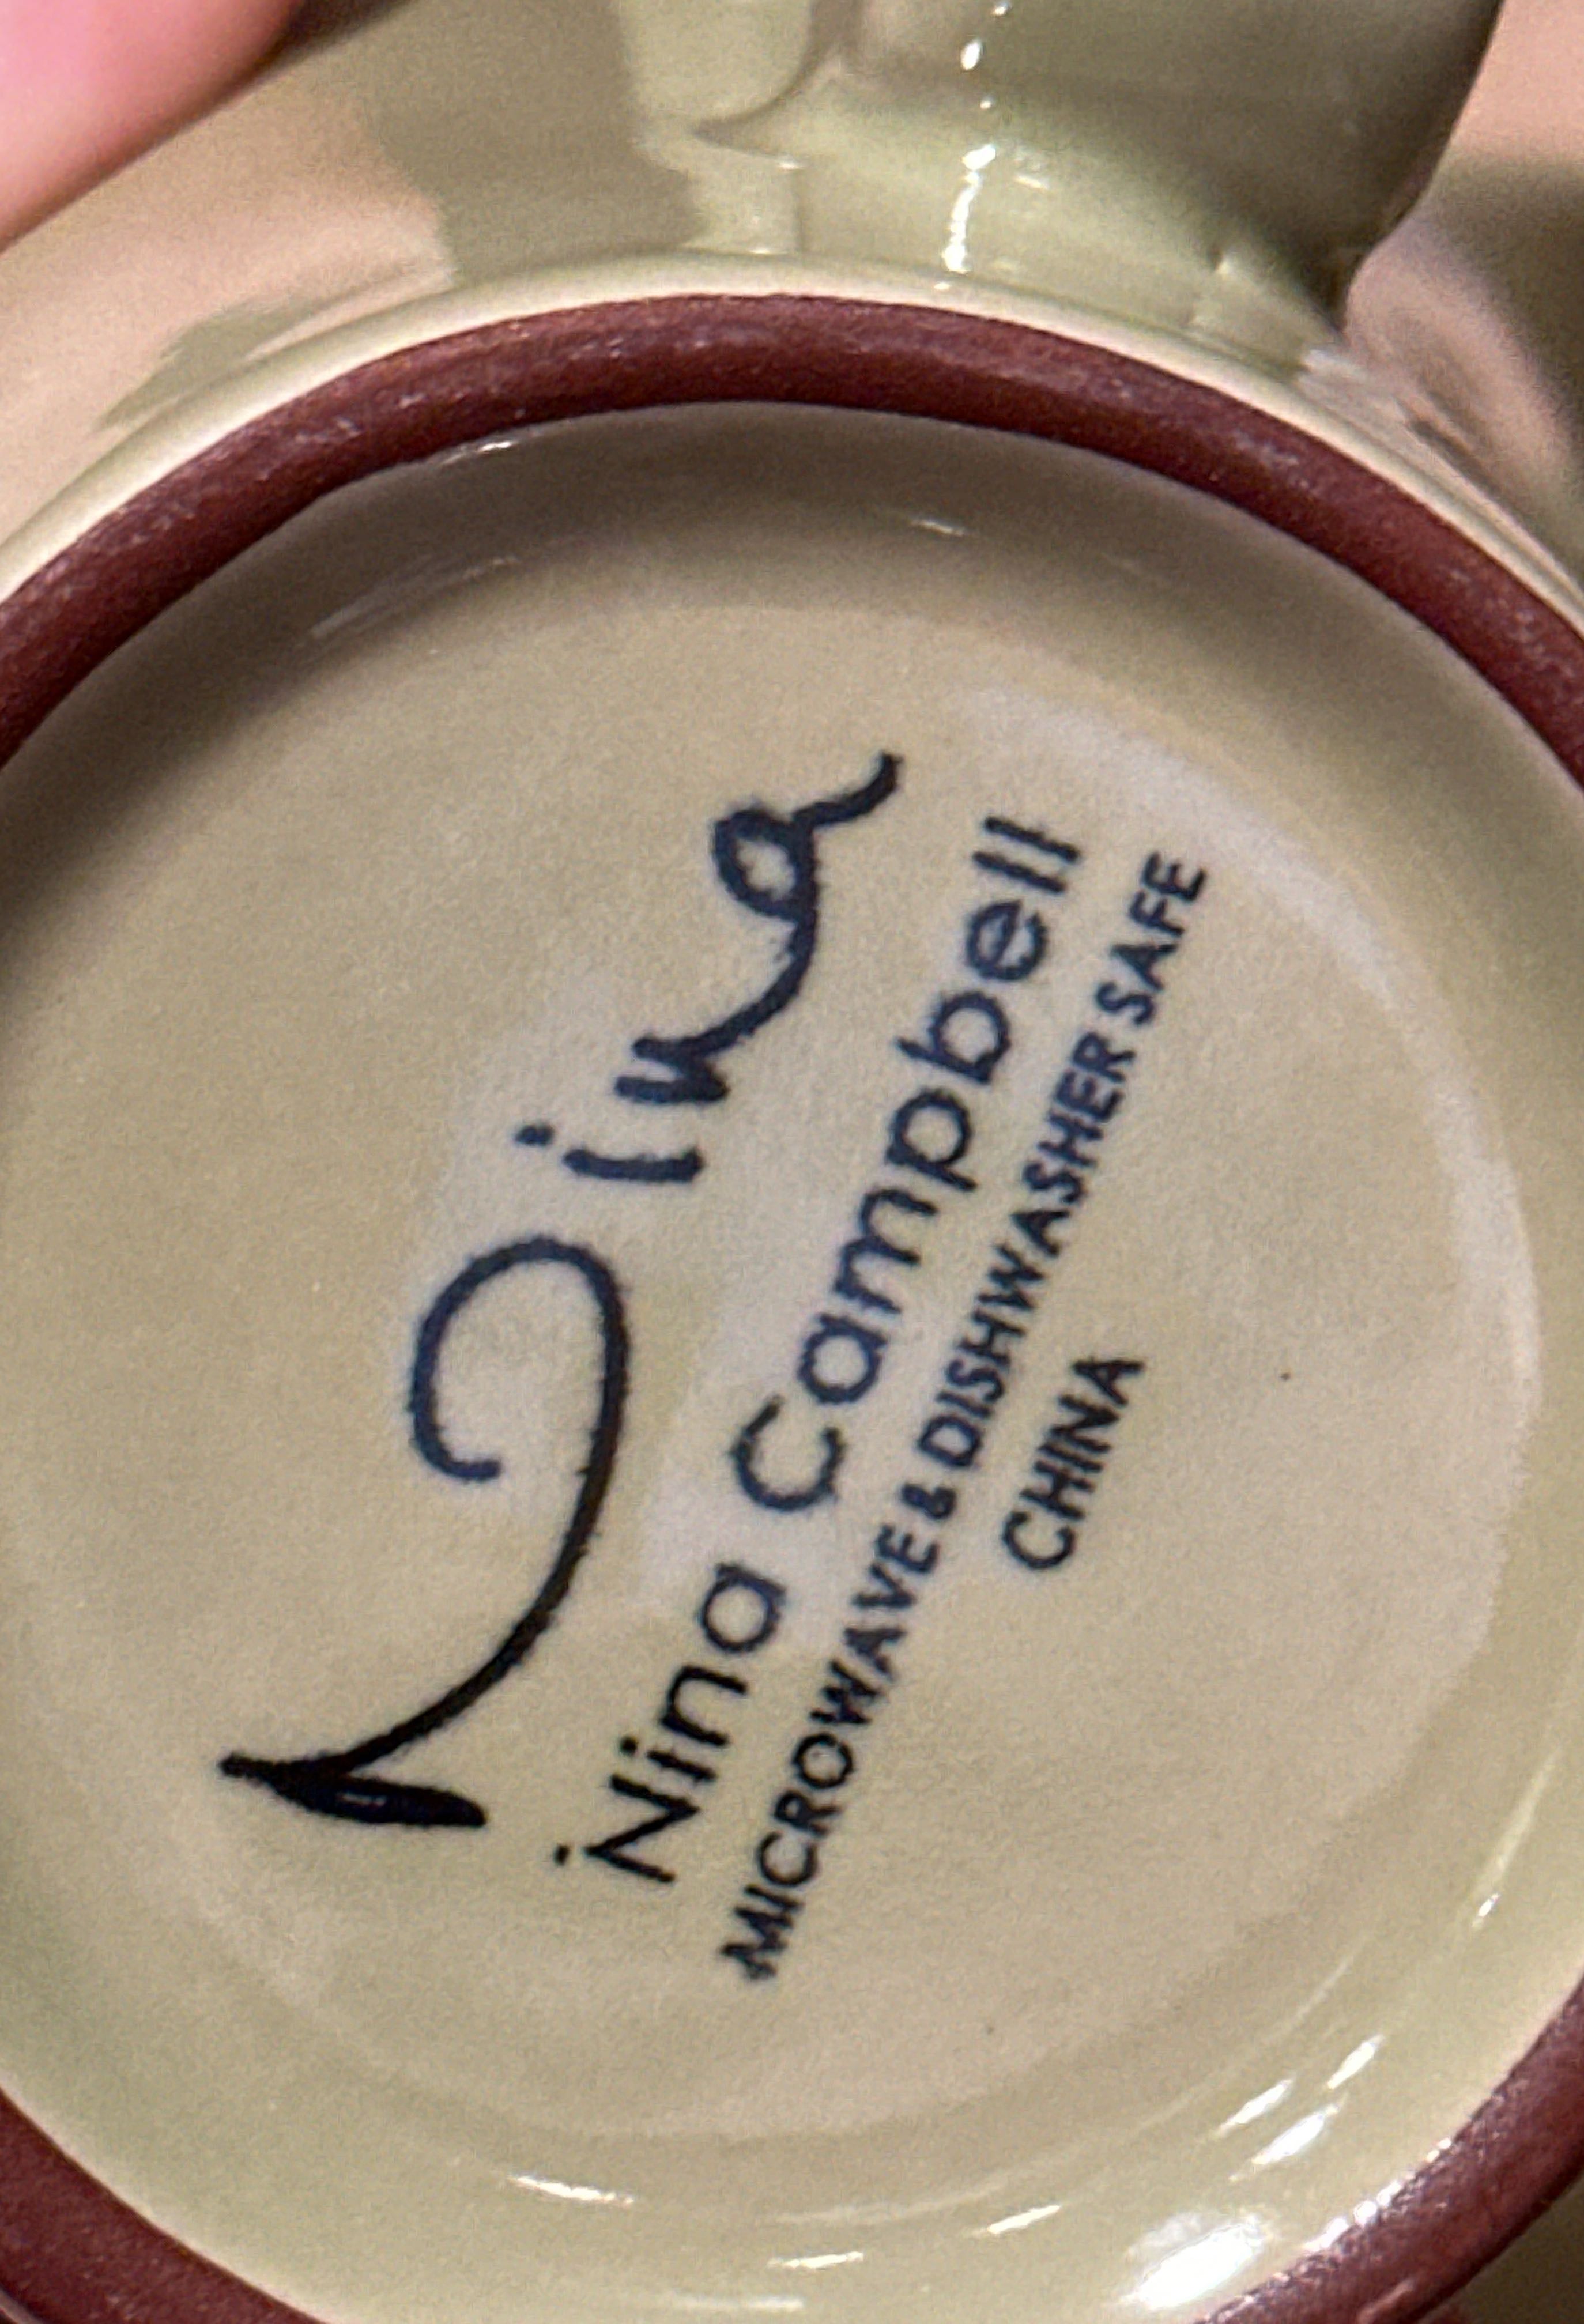 Nina
Nina Campbell
MICROWAVE & DISHWASHER SAFE
CHINA